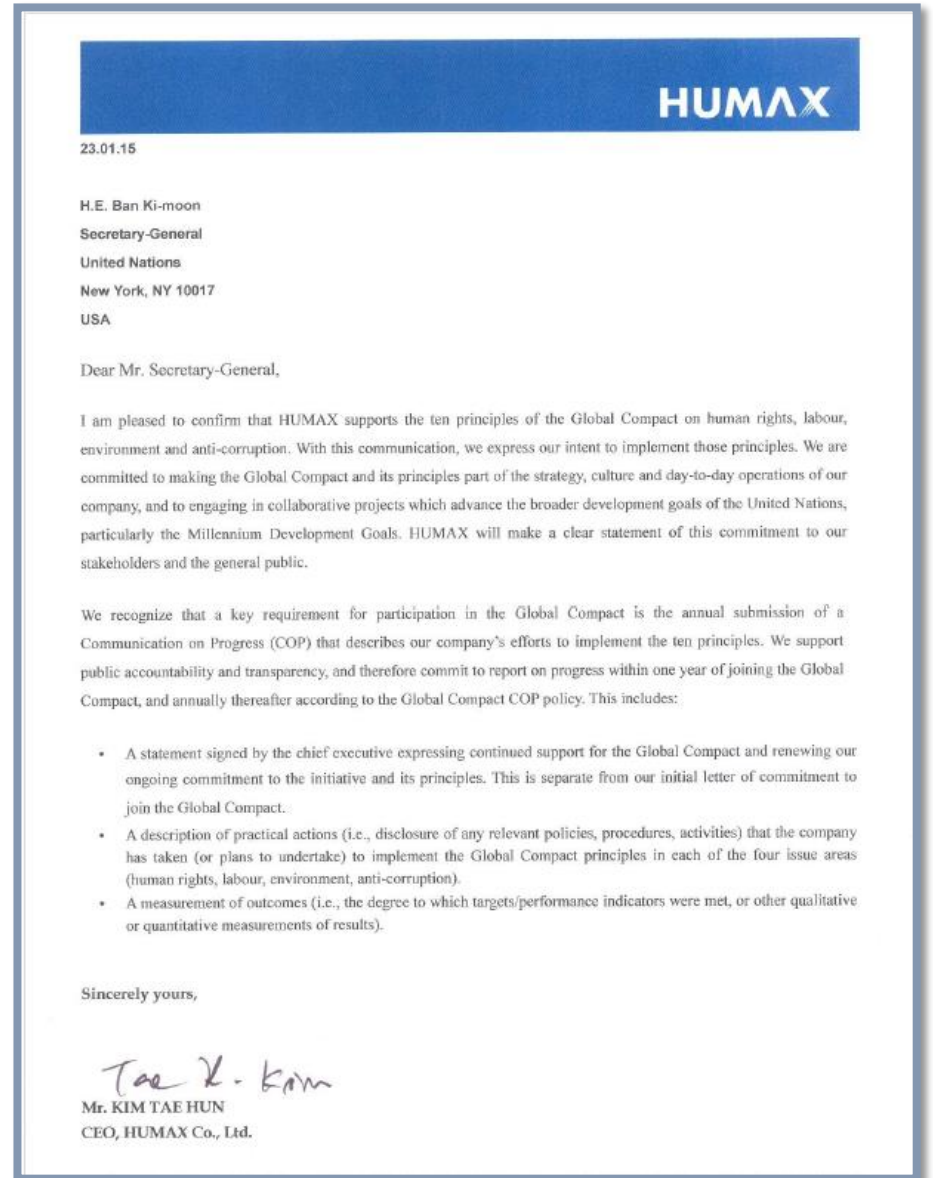 HUMAX
23.01.15
H.E. Ban Ki-moon
Secretary-General
United Nations
New York, NY 10017
USA
Dear Mr. Secretary-General,
I am pleased to confirm that HUMAX supports the ten principles of the Global Compact on human rights, labour,
environment and anti-corruption. With this communication, we express our intent to implement those principles. We are
committed to making the Global Compact and its principles part of the strategy, culture and day-to-day operations of our
company, and to engaging in collaborative projects which advance the broader development goals of the United Nations,
particularly the Millennium Development Goals. HUMAX will make a clear statement of this commitment to our
stakeholders and the general public.
We recognize that a key requirement for participation in the Global Compact is the annual submission of a
Communication on Progress (COP) that describes our company's efforts to implement the ten principles. We support
public accountability and transparency, and therefore commit to report on progress within one year of joining the Global
Compact, and annually thereafter according to the Global Compact COP policy. This includes:
• A statement signed by the chief executive expressing continued support for the Global Compact and renewing our
ongoing commitment to the initiative and its principles. This is separate from our initial letter of commitment to
join the Global Compact.
• A description of practical actions (i.e., disclosure of any relevant policies, procedures, activities) that the company
has taken (or plans to undertake) to implement the Global Compact principles in each of the four issue areas
(human rights, labour, environment, anti-corruption).
• A measurement of outcomes (i.e., the degree to which targets/performance indicators were met, or other qualitative
or quantitative measurements of results).
Sincerely yours,
Tae H. Kim
Mr. KIM TAE HUN
CEO, HUMAX Co., Ltd.